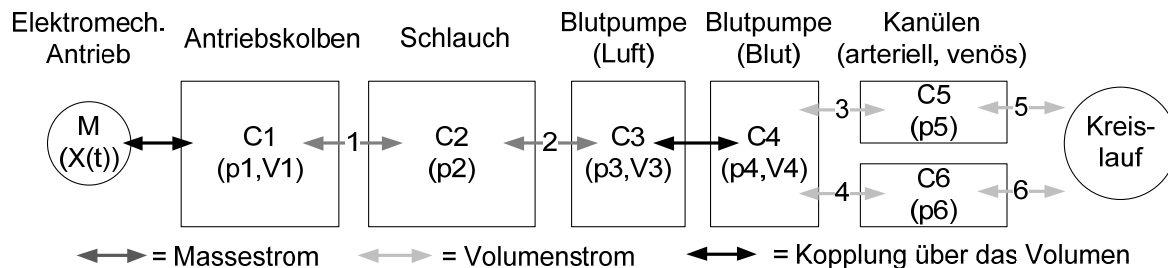 Elektromech.
Antrieb
Antriebskolben
Schlauch
Blutpumpe
(Luft)
Blutpumpe
(Blut)
Kanülen
(arteriell, venös)
M
(X(t))
C1
(p1,V1)
1
C2
(p2)
2
C3
(p3,V3)
C4
(p4,V4)
3
C5
(p5)
5
4
C6
(p6)
6
Kreis-
lauf
= Massestrom
= Volumenstrom
= Kopplung über das Volumen